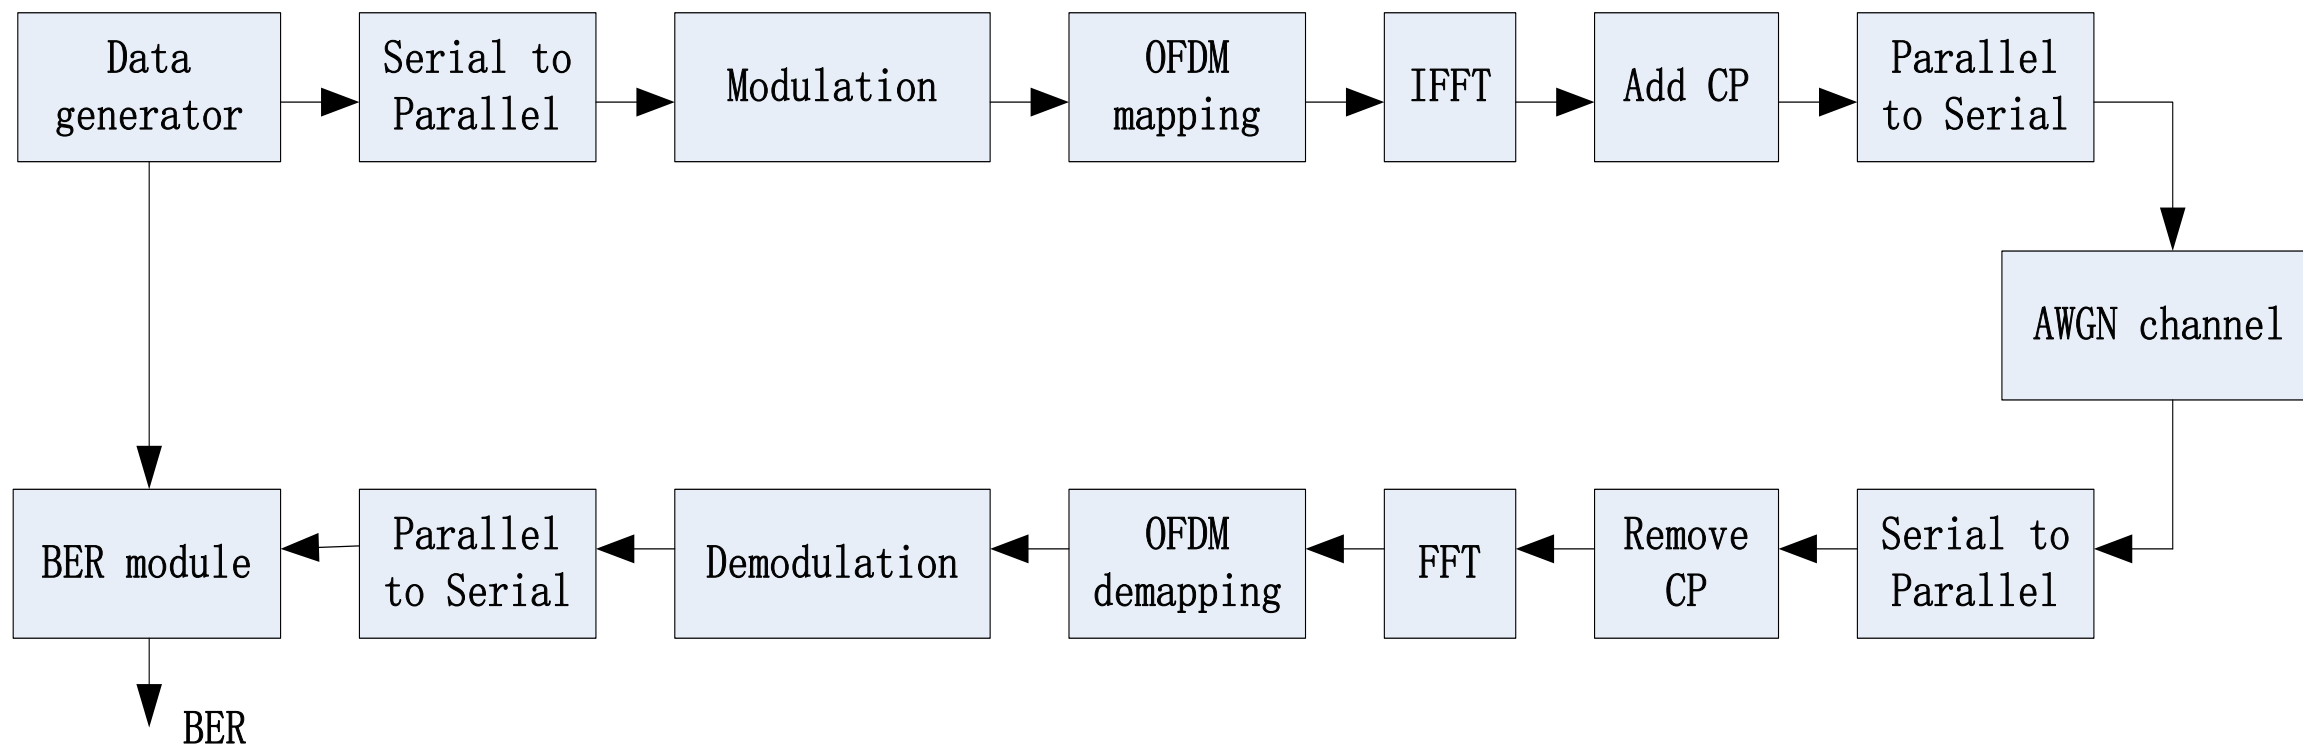 Data
generator
Serial to
Parallel
Modulation
OFDM
mapping
IFFT
Add CP
Parallel
to Serial
AWGN channel
BER module
Parallel
to Serial
Demodulation
OFDM
demapping
FFT
Remove
CP
Serial to
Parallel
BER